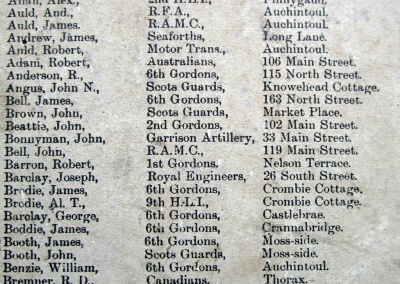 Allan, Alex., 2nd H.L.I., Finnygaud.
Auld, And., R.F.A., Auchintoul.
Auld, James. R.A.M.C., Auchintoul.
Andrew, James, Seaforths, Long Lane.
Auld, Robert, Motor Trans., Auchintoul.
Adam, Robert, Australians, 106 Main Street.
Anderson, R., 6th Gordons, 115 North Street.
Angus, John N., Scots Guards, Knowehead Cottage.
Bell, James, 6th Gordons, 163 North Street.
Brown, John, Scots Guards, Market Place.
Beattie, John, 2nd Gordons, 102 Main Street.
Bonnyman, John, Garrison Artillery, 33 Main Street.
Bell, John, R.A.M.C., 119 Main Street.
Barron, Robert, 1st Gordons. Nelson Terrace.
Barclay, Joseph, Royal Engineers, 26 South Street.
Brodie, James, 6th Gordons, Crombie Cottage.
Brodie, Al. T., 9th H.L.I., Crombie Cottage.
Barclay, George, 6th Gordons, Castlebrae.
Boddie, James, 6th Gordons, Crannabridge.
Booth, James, 6th Gordons, Moss-side.
Booth, John, Scots Guards, Moss-side.
Benzie, William, 6th Gordons, Auchintoul.
Bremner, R. D., Canadians. Thorax.